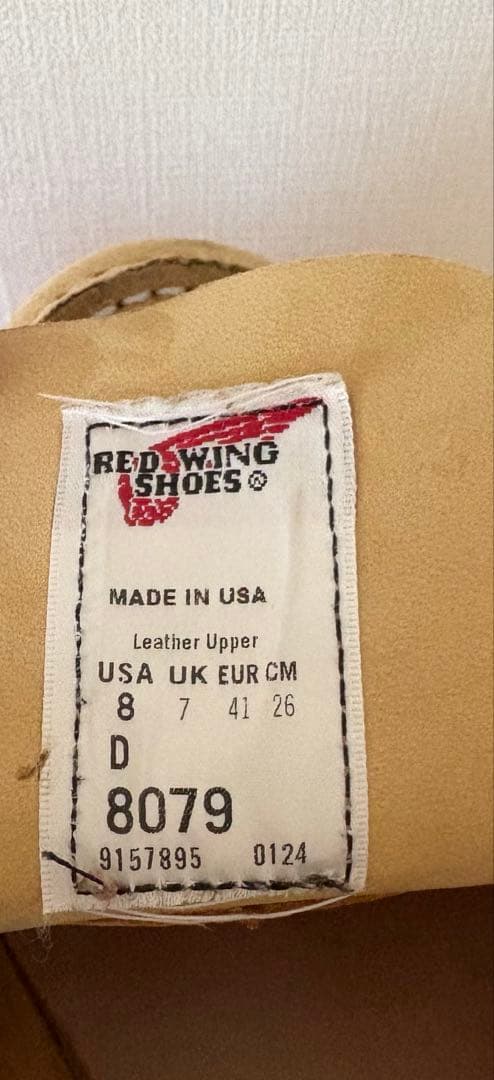 RED WING
SHOES ®
MADE IN USA
Leather Upper
USA UK EUR CM
8 7 41 26
D
8079
9157895 0124